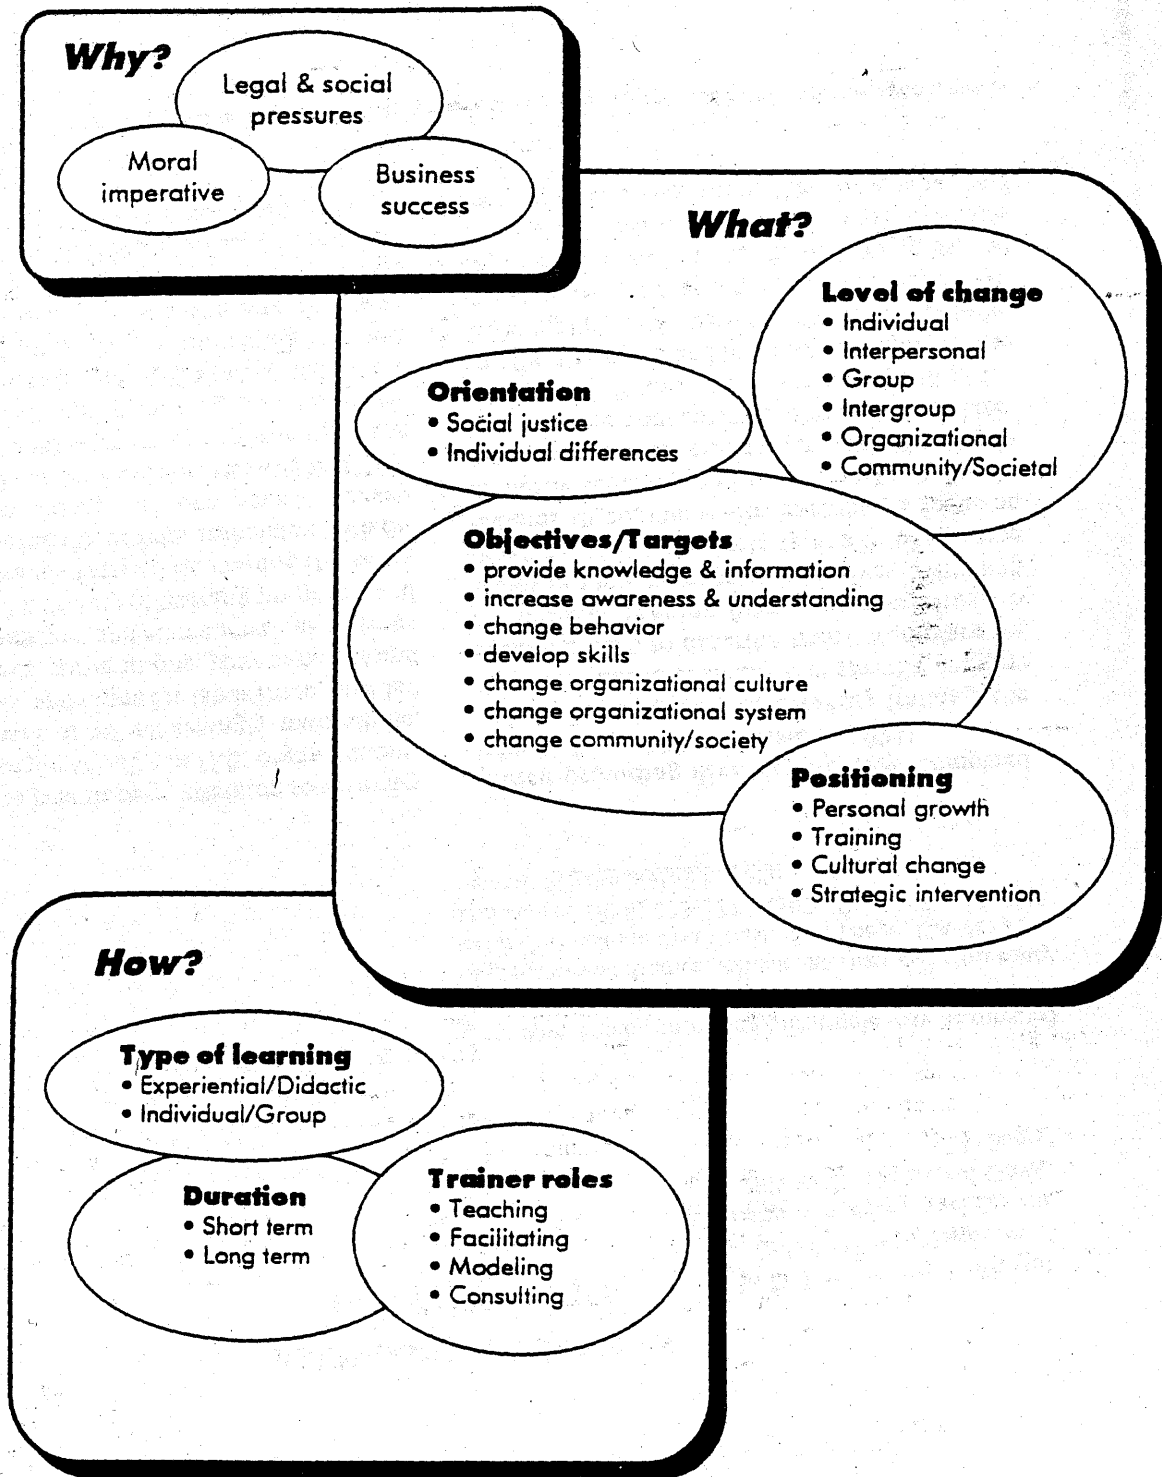 Why?
Legal & social
pressures
Moral
imperative
Business
success
What?
Level of change
• Individual
• Interpersonal
• Group
• Intergroup
• Organizational
• Community/Societal
Orientation
• Social justice
• Individual differences
Objectives/Targets
• provide knowledge & information
• increase awareness & understanding
• change behavior
• develop skills
• change organizational culture
• change organizational system
• change community/society
Positioning
• Personal growth
• Training
• Cultural change
• Strategic intervention
How?
Type of learning
• Experiential/Didactic
• Individual/Group
Duration
• Short term
• Long term
Trainer roles
• Teaching
• Facilitating
• Modeling
• Consulting